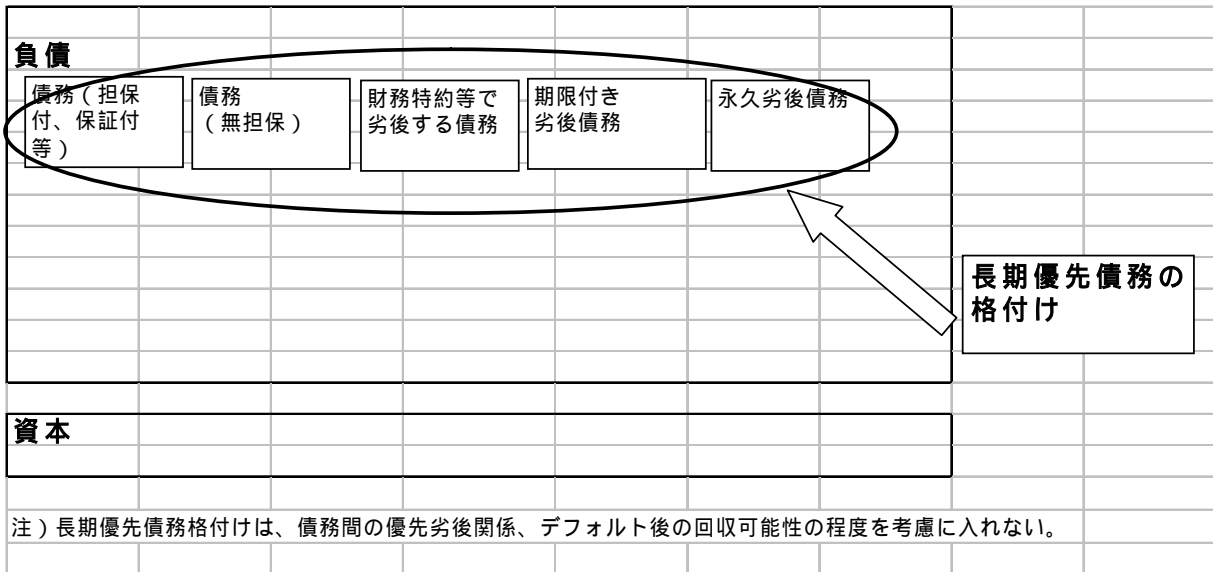 負債
債務（担保
付、保証付
等）
債務
（無担保）
財務特約等で
劣後する債務
期限付き
劣後債務
永久劣後債務
長期優先債務の
格付け
資本
注）長期優先債務格付けは、債務間の優先劣後関係、デフォルト後の回収可能性の程度を考慮に入れない。